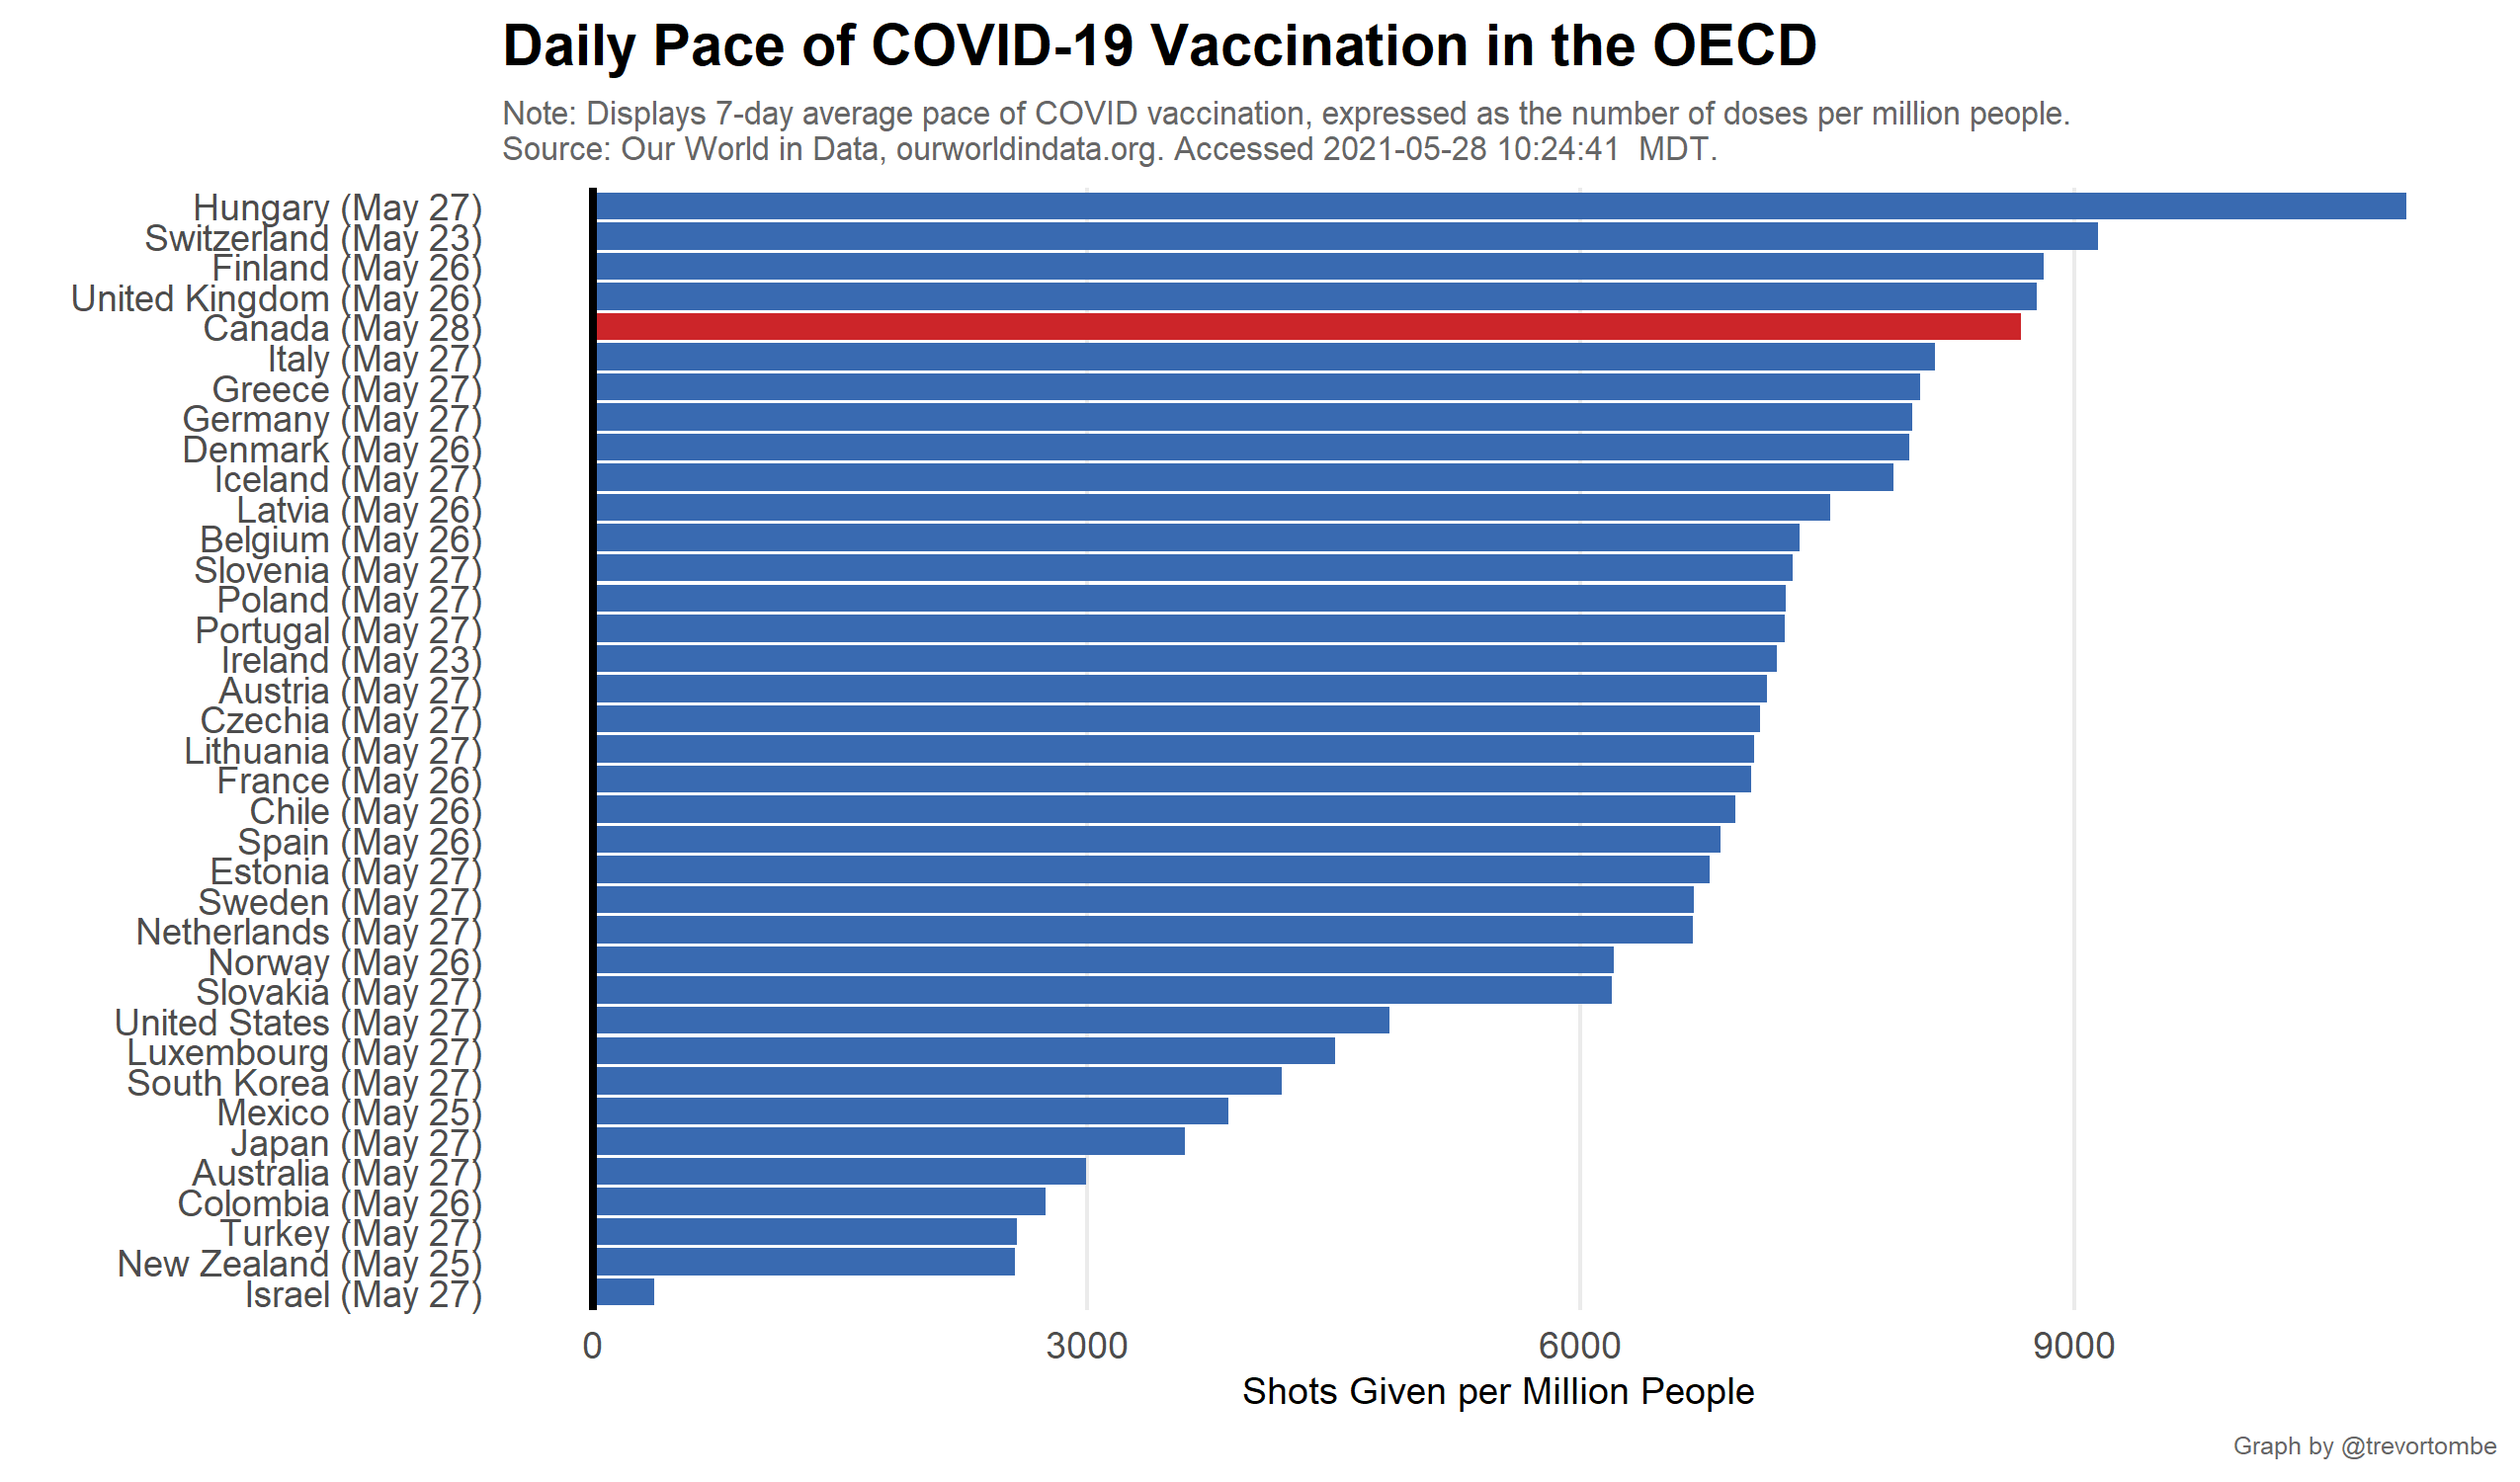 Daily Pace of COVID-19 Vaccination in the OECD
Note: Displays 7-day average pace of COVID vaccination, expressed as the number of doses per million people.
Source: Our World in Data, ourworldindata.org. Accessed 2021-05-28 10:24:41  MDT.
Hungary (May 27)
Switzerland (May 23)
Finland (May 26)
United Kingdom (May 26)
Canada (May 28)
Italy (May 27)
Greece (May 27)
Germany (May 27)
Denmark (May 26)
Iceland (May 27)
Latvia (May 26)
Belgium (May 26)
Slovenia (May 27)
Poland (May 27)
Portugal (May 27)
Ireland (May 23)
Austria (May 27)
Czechia (May 27)
Lithuania (May 27)
France (May 26)
Chile (May 26)
Spain (May 26)
Estonia (May 27)
Sweden (May 27)
Netherlands (May 27)
Norway (May 26)
Slovakia (May 27)
United States (May 27)
Luxembourg (May 27)
South Korea (May 27)
Mexico (May 25)
Japan (May 27)
Australia (May 27)
Colombia (May 26)
Turkey (May 27)
New Zealand (May 25)
Israel (May 27)
0 3000 6000 9000
Shots Given per Million People
Graph by @trevortombe